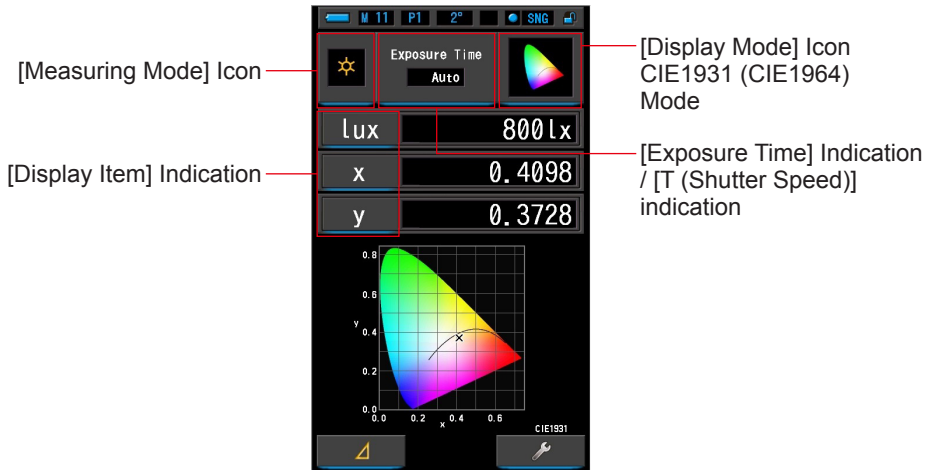 M 11 P1 2° SNG
[Measuring Mode] Icon
Exposure Time
Auto
[Display Mode] Icon
CIE1931 (CIE1964)
Mode
lux 800lx
[Display Item] Indication
x 0.4098
y 0.3728
[Exposure Time] Indication
/ [T (Shutter Speed)]
indication
0.8
0.6
y
0.4
0.2
0.0
0.0 0.2 x 0.4 0.6
CIE1931